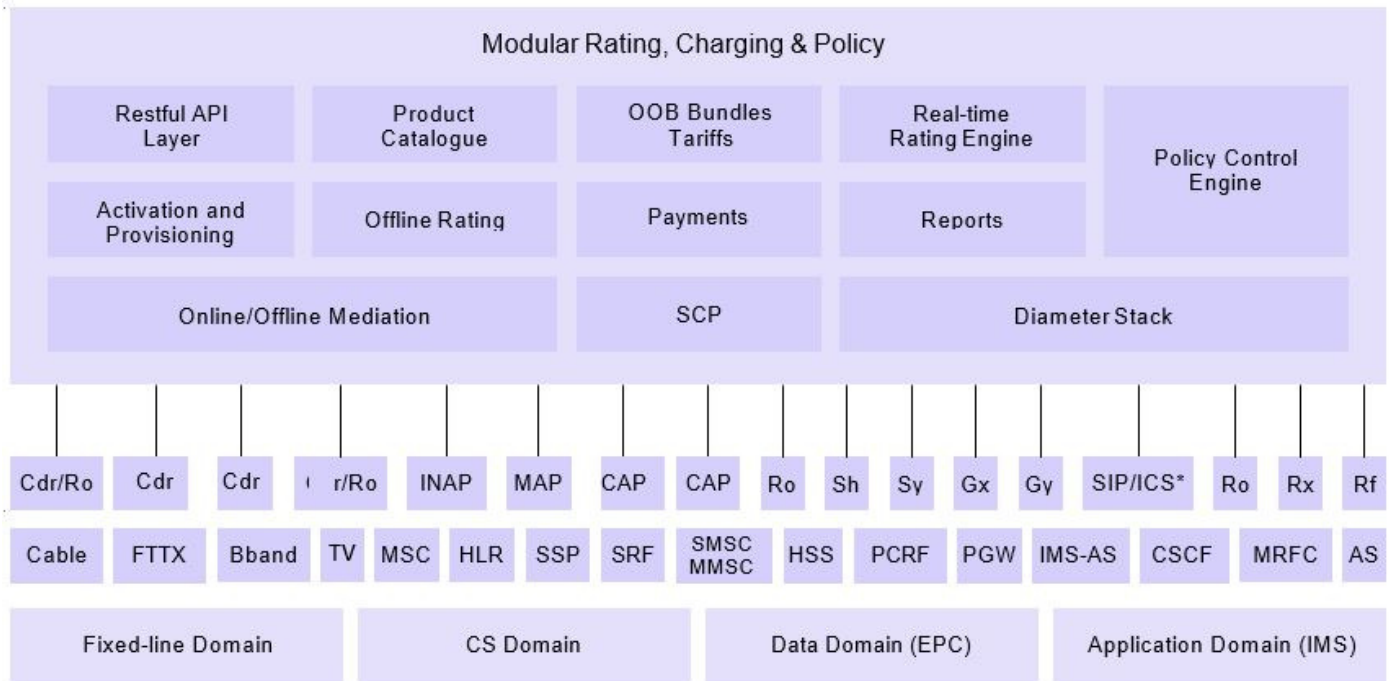 Modular Rating, Charging & Policy
Restful API
Layer
Product
Catalogue
OOB Bundles
Tariffs
Real-time
Rating Engine
Policy Control
Engine
Activation and
Provisioning
Offline Rating
Payments
Reports
Online/Offline Mediation
SCP
Diameter Stack
Cdr/Ro
Cdr
Cdr
r/Ro
INAP
MAP
CAP
CAP
Ro
Sh
Sy
Gx
Gy
SIP/ICS*
Ro
Rx
Rf
Cable
FTTX
Bband
TV
MSC
HLR
SSP
SRF
SMSC
MMSC
HSS
PCRF
PGW
IMS-AS
CSCF
MRFC
AS
Fixed-line Domain
CS Domain
Data Domain (EPC)
Application Domain (IMS)